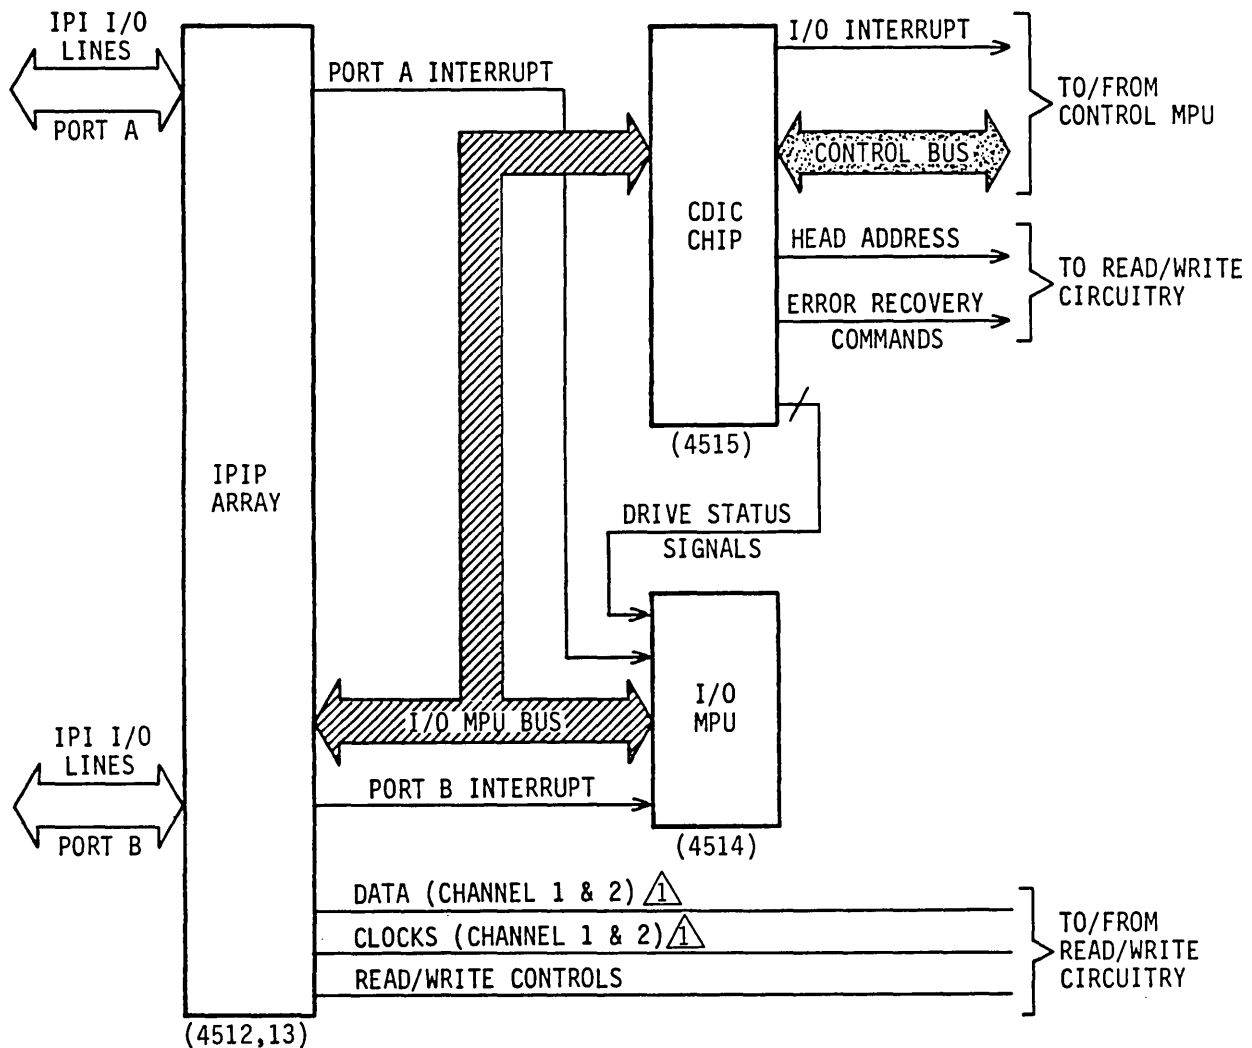 IPI I/O
LINES
PORT A
PORT A INTERRUPT
I/O INTERRUPT
TO/FROM
CONTROL MPU
CONTROL BUS
CDIC
CHIP
HEAD ADDRESS
TO READ/WRITE
CIRCUITRY
ERROR RECOVERY
COMMANDS
(4515)
IPIP
ARRAY
DRIVE STATUS
SIGNALS
I/O
MPU
I/O MPU BUS
IPI I/O
LINES
PORT B
PORT B INTERRUPT
(4514)
DATA (CHANNEL 1 & 2) 1
CLOCKS (CHANNEL 1 & 2) 1
READ/WRITE CONTROLS
TO/FROM
READ/WRITE
CIRCUITRY
(4512,13)